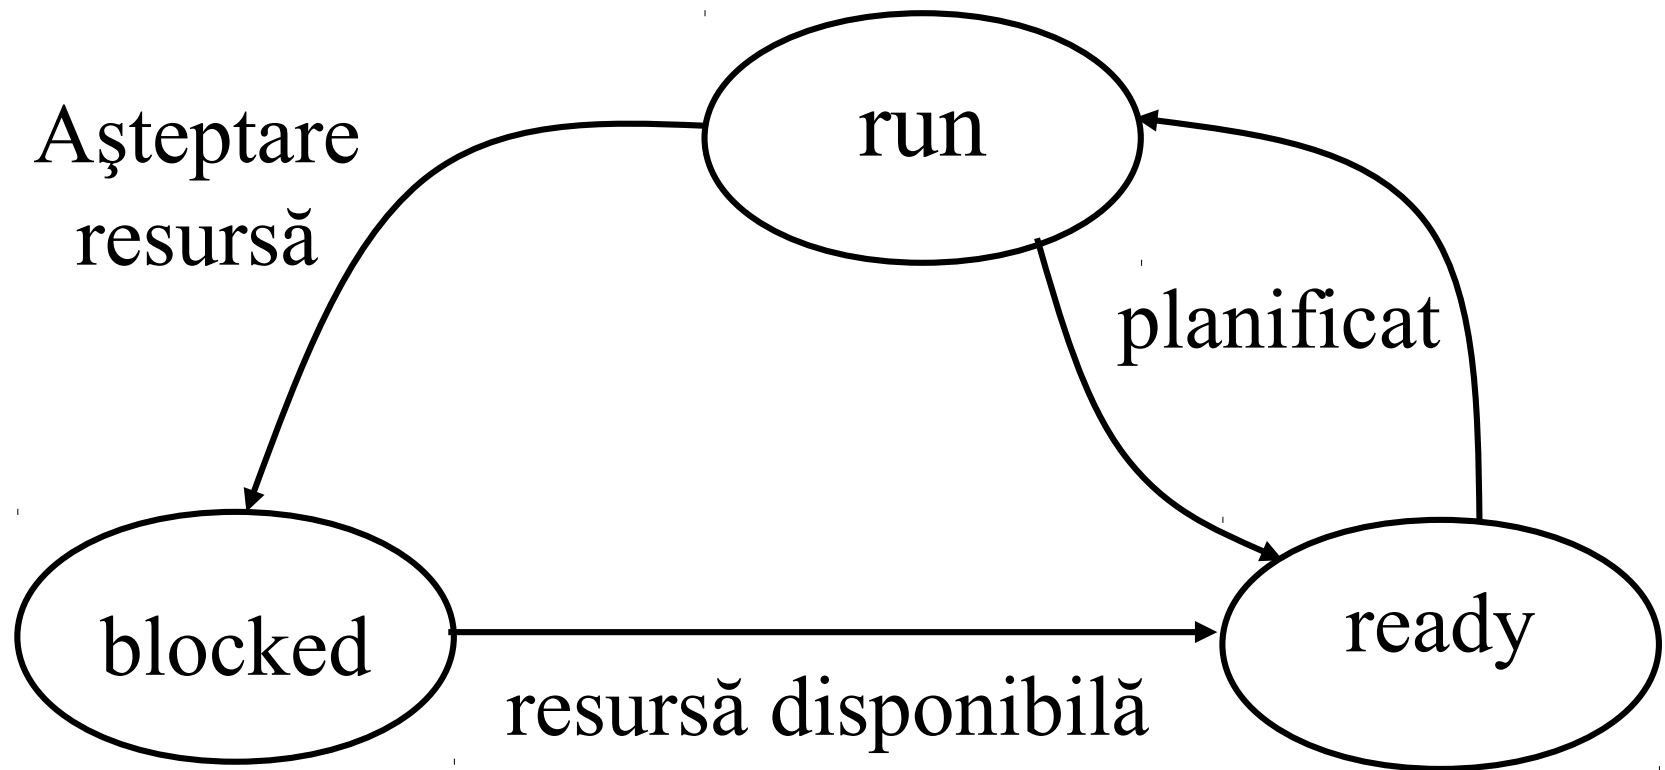 run
Aşteptare
resursă
planificat
blocked
ready
resursă disponibilă